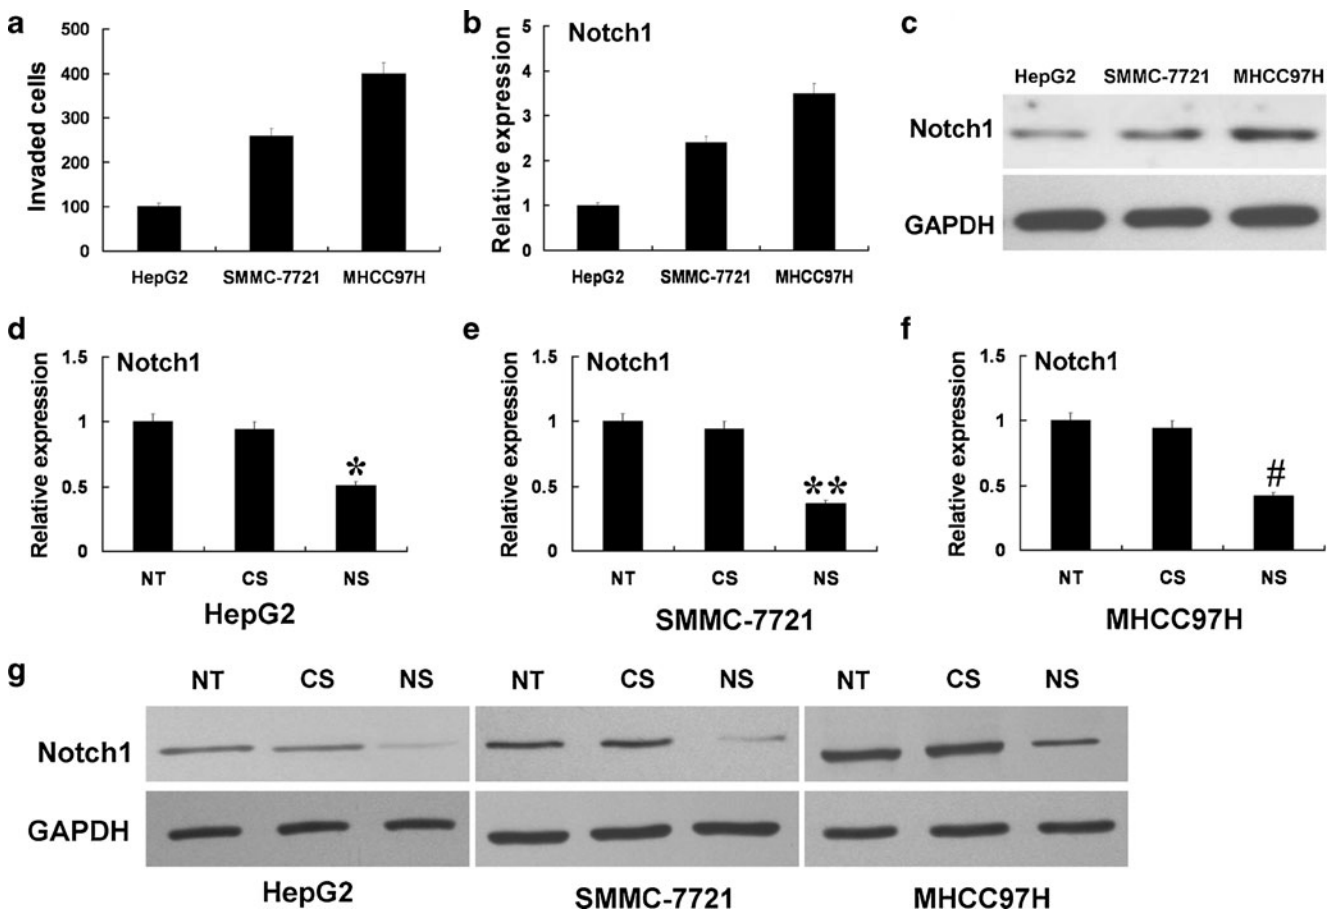 a
500
400
300
200
100
0
Invaded cells
HepG2 SMMC-7721 MHCC97H
b
Notch1
5
4
3
2
1
0
Relative expression
HepG2 SMMC-7721 MHCC97H
c
HepG2 SMMC-7721 MHCC97H
Notch1
GAPDH
d
Notch1
1.5
1
0.5
0
Relative expression
*
NT CS NS
HepG2
e
Notch1
1.5
1
0.5
0
Relative expression
**
NT CS NS
SMMC-7721
f
Notch1
1.5
1
0.5
0
Relative expression
#
NT CS NS
MHCC97H
g
NT CS NS NT CS NS NT CS NS
Notch1
GAPDH
HepG2 SMMC-7721 MHCC97H